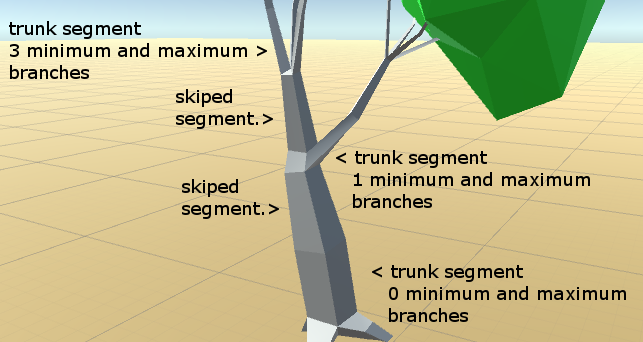 trunk segment
3 minimum and maximum >
branches
skiped
segment.>
< trunk segment
1 minimum and maximum
branches
skiped
segment.>
< trunk segment
0 minimum and maximum
branches